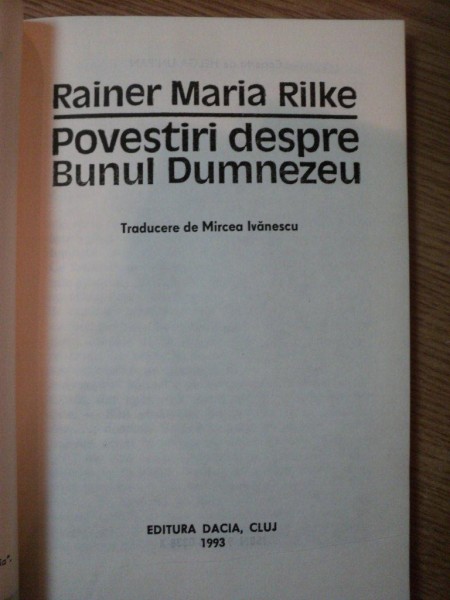 Rainer Maria Rilke
Povestiri despre
Bunul Dumnezeu
Traducere de Mircea Ivănescu
EDITURA DACIA, CLUJ
1993